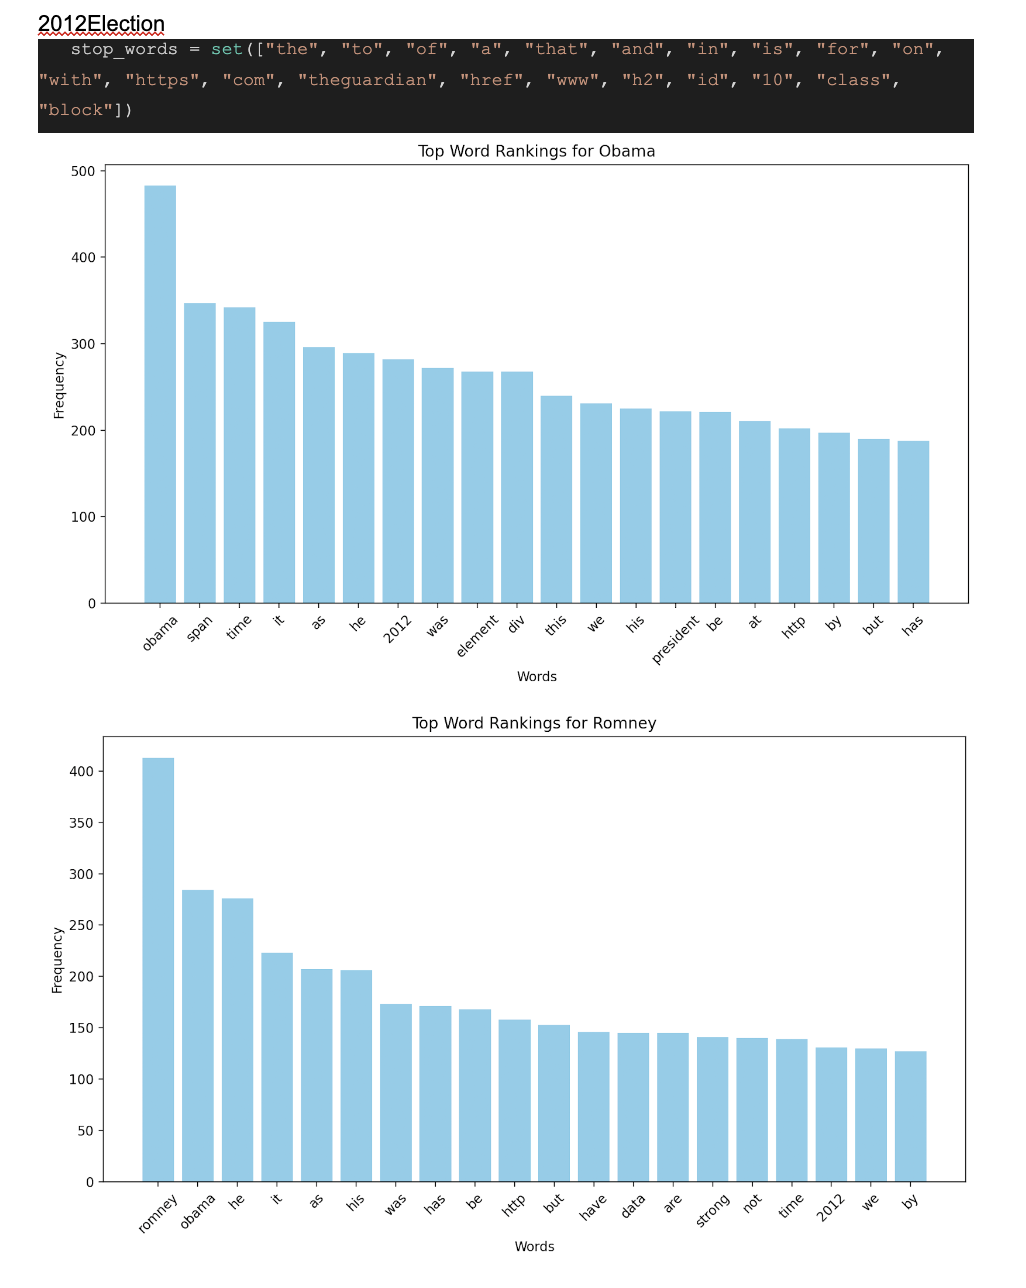 2012Election
stop_words = set(["the", "to", "of", "a", "that", "and", "in", "is", "for", "on",
"with", "https", "com", "theguardian", "href", "www", "h2", "id", "10", "class",
"block"])
Top Word Rankings for Obama
500
400
300
200
100
0
Frequency
obama span time it as he 2012 was element div this we his president be at http by but has
Words
Top Word Rankings for Romney
400
350
300
250
200
150
100
50
0
Frequency
romney obama he it as his was has be http but have data are strong not time 2012 we by
Words